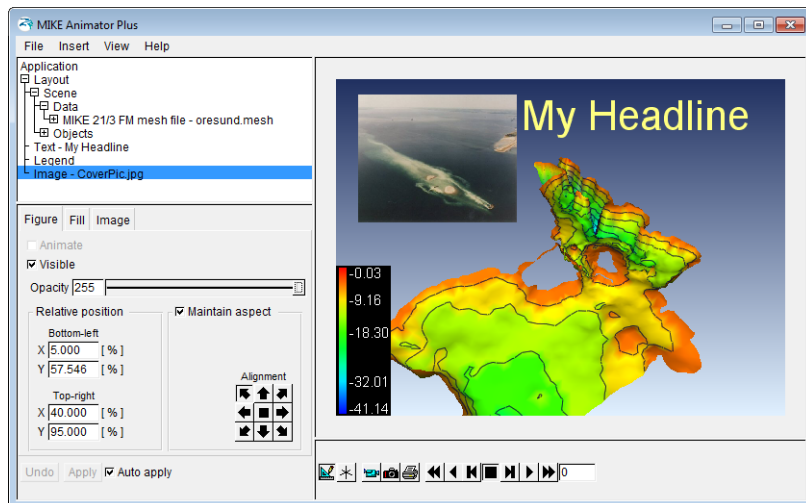 MIKE Animator Plus
File Insert View Help
Application
Layout
Scene
Data
MIKE 21/3 FM mesh file - oresund.mesh
Objects
Text - My Headline
Legend
Image - CoverPic.jpg
Figure Fill Image
Animate
Visible
Opacity 255
Relative position
Bottom-left
X 5.000 [ % ]
Y 57.546 [ % ]
Top-right
X 40.000 [ % ]
Y 95.000 [ % ]
Maintain aspect
Alignment
Undo Apply Auto apply
My Headline
-0.03
-9.16
-18.30
-32.01
-41.14
0